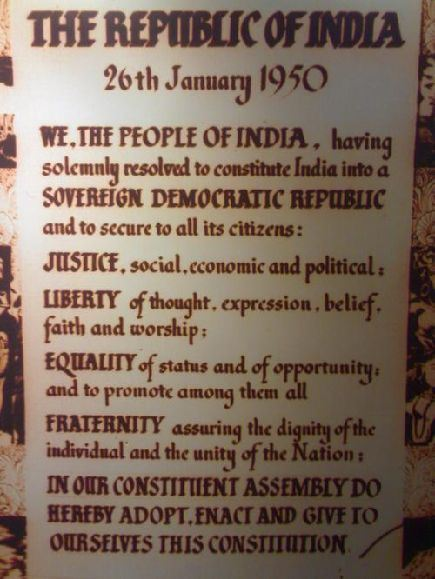 THE REPUBLIC OF INDIA
26th January 1950
WE, THE PEOPLE OF INDIA, having
solemnly resolved to constitute India into a
SOVEREIGN DEMOCRATIC REPUBLIC
and to secure to all its citizens:
JUSTICE, social, economic and political;
LIBERTY of thought, expression, belief,
faith and worship;
EQUALITY of status and of opportunity;
and to promote among them all
FRATERNITY assuring the dignity of the
individual and the unity of the Nation;
IN OUR CONSTITUENT ASSEMBLY DO
HEREBY ADOPT, ENACT AND GIVE TO
OURSELVES THIS CONSTITUTION.